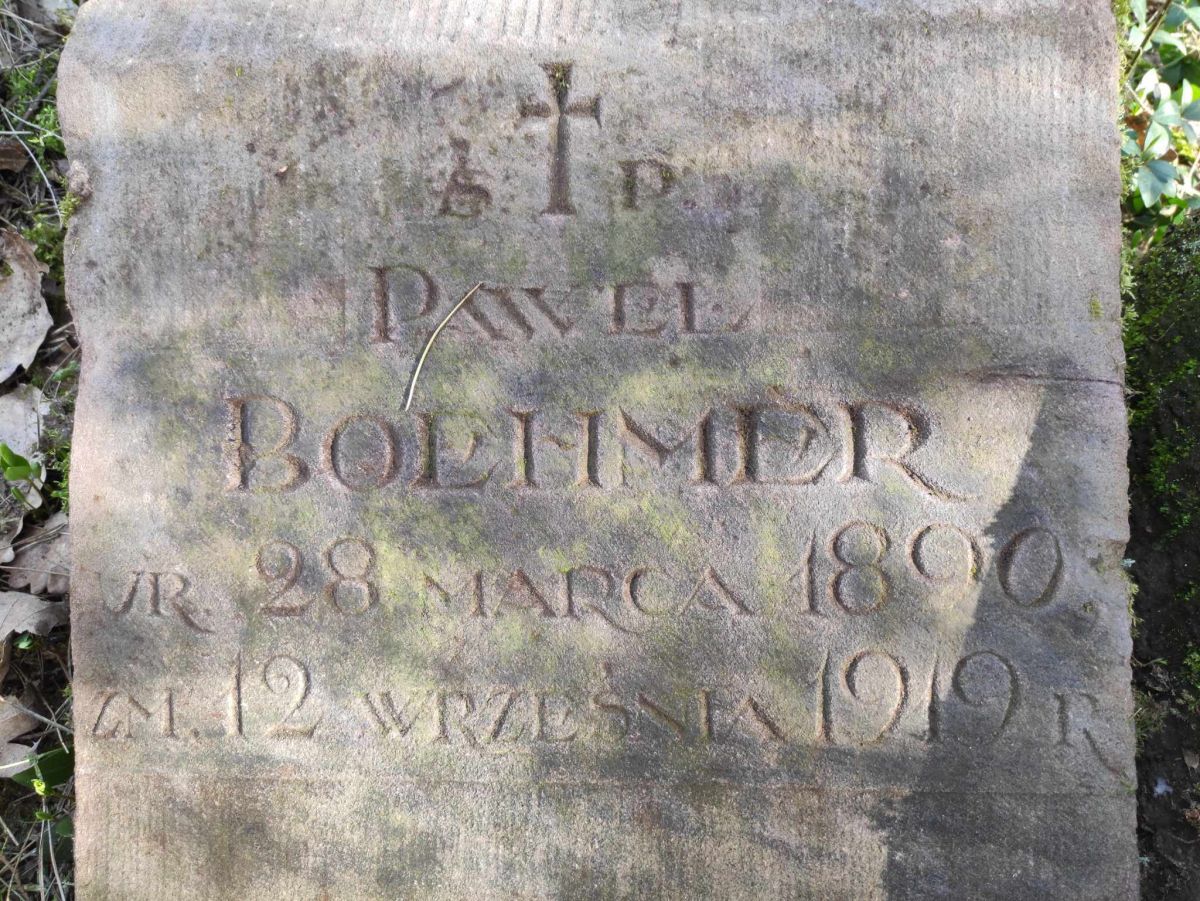 Ś. P.
PAWEŁ
BOEHMER
UR. 28 MARCA 1890.
ZM. 12 WRZEŚNIA 1919 R